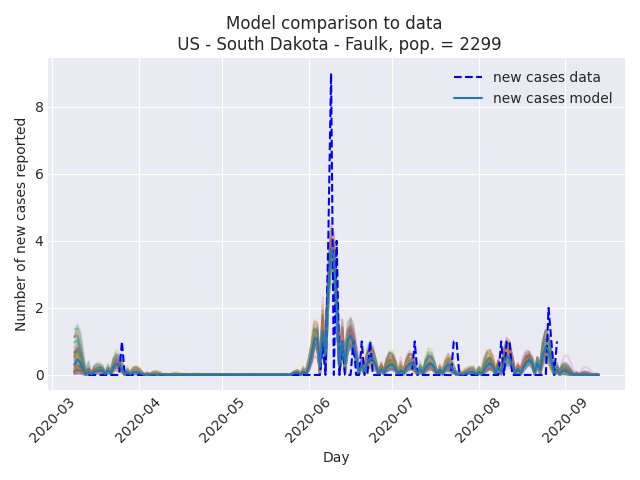 Model comparison to data
US - South Dakota - Faulk, pop. = 2299
new cases data
new cases model
Number of new cases reported
8
6
4
2
0
2020-03
2020-04
2020-05
2020-06
2020-07
2020-08
2020-09
Day